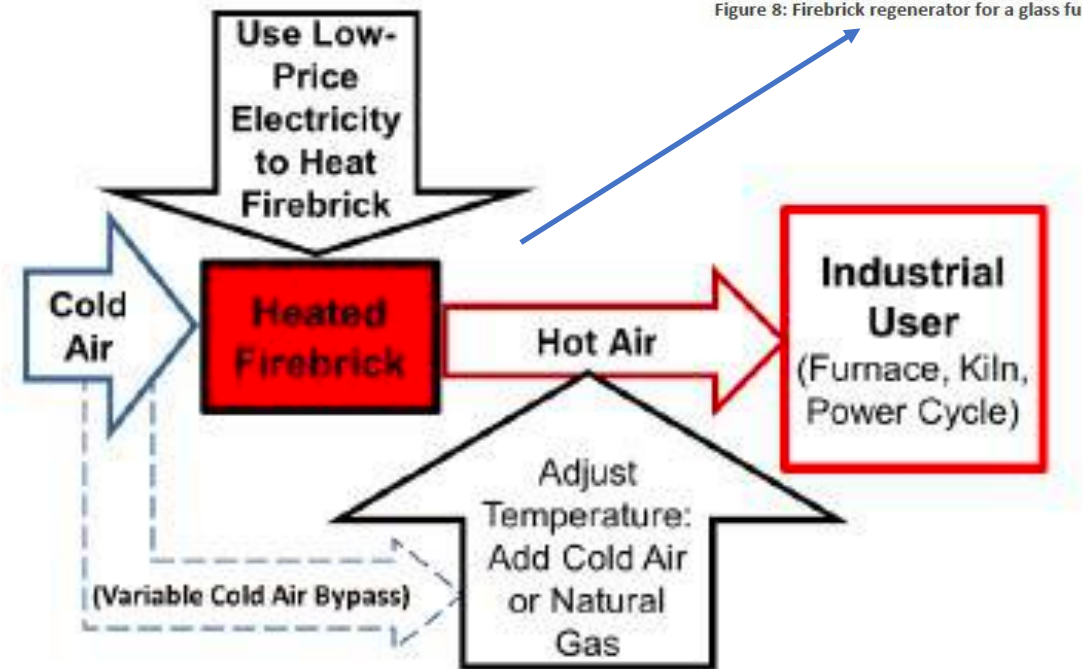 Figure 8: Firebrick regenerator for a glass fu
Use Low-
Price
Electricity
to Heat
Firebrick
Cold
Air
Heated
Firebrick
Hot Air
Industrial
User
(Furnace, Kiln,
Power Cycle)
Adjust
Temperature:
Add Cold Air
or Natural
Gas
(Variable Cold Air Bypass)